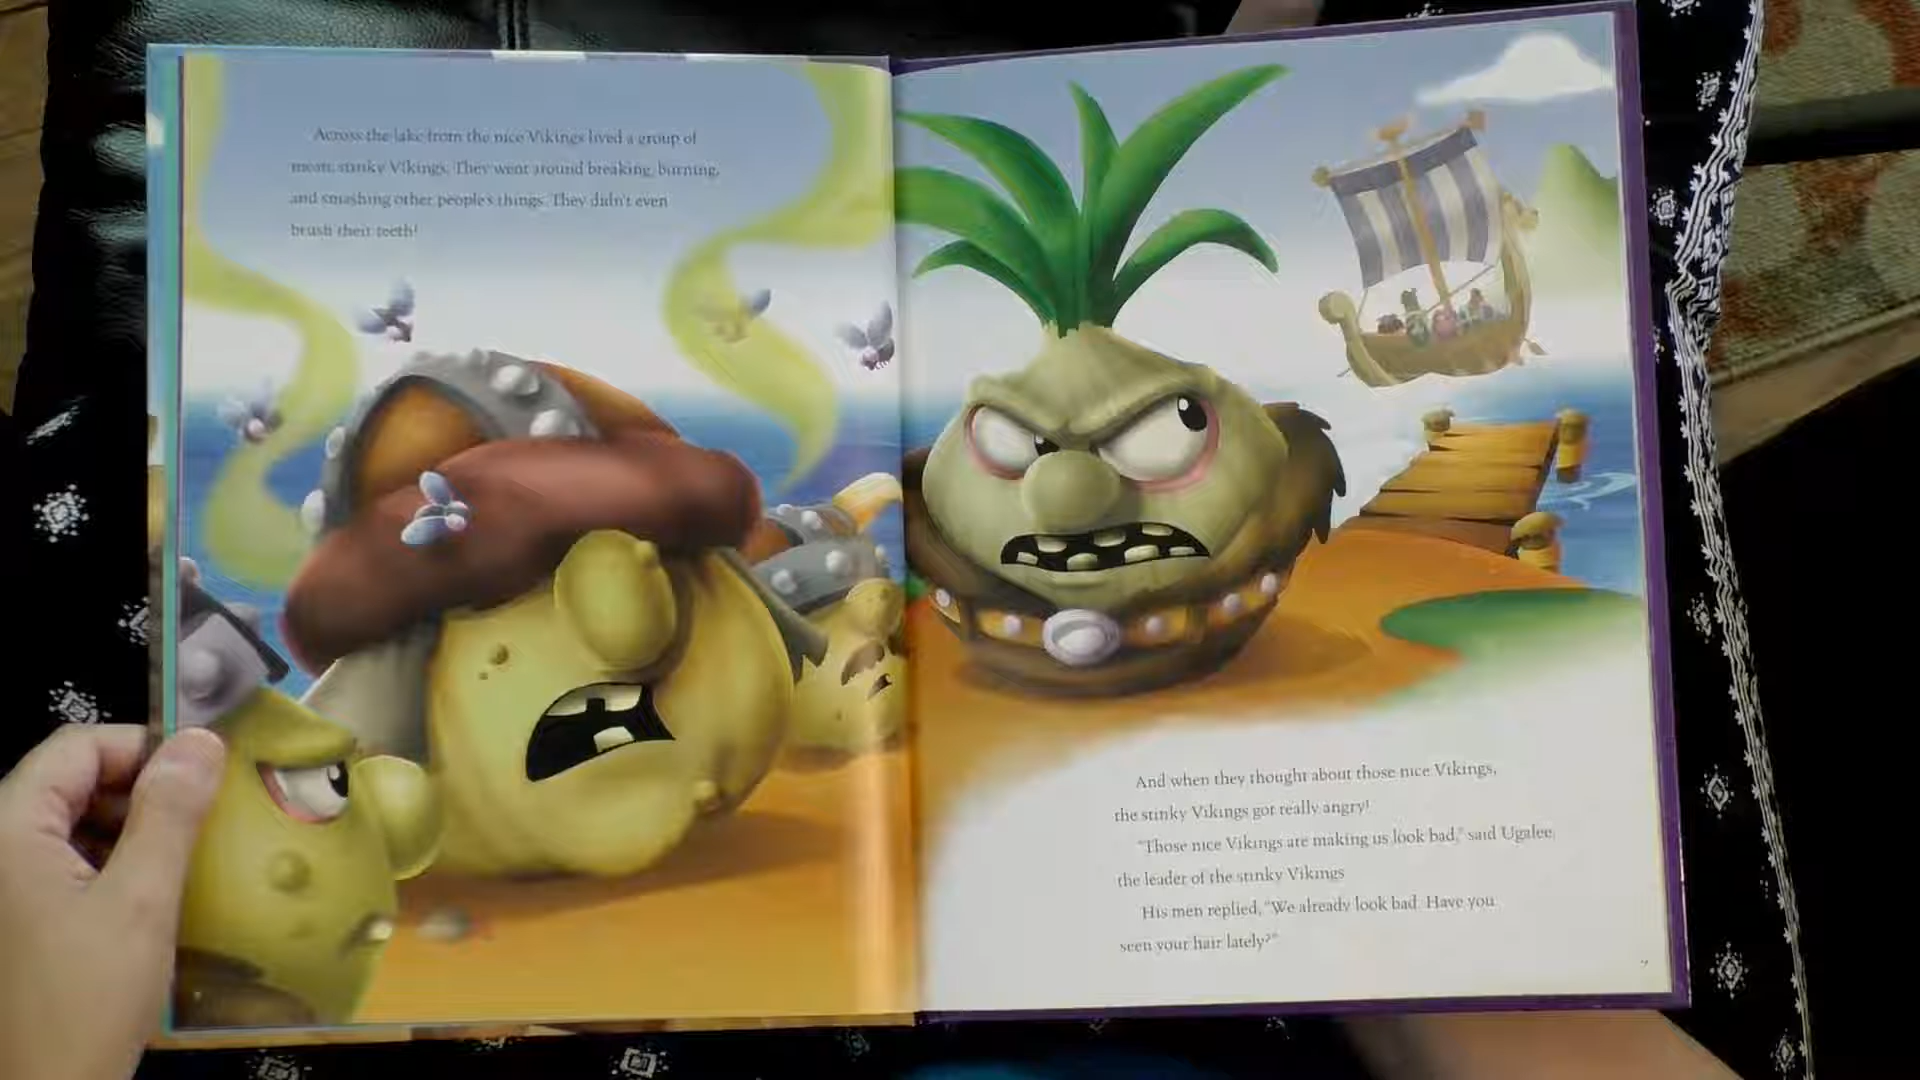 Across the lake from the nice Vikings lived a group of
mean, stinky Vikings. They went around breaking, burning,
and smashing other people's things. They didn't even
brush their teeth!
And when they thought about those nice Vikings,
the stinky Vikings got really angry!
"Those nice Vikings are making us look bad," said Ugalee,
the leader of the stinky Vikings.
His men replied, "We already look bad. Have you
seen your hair lately?"